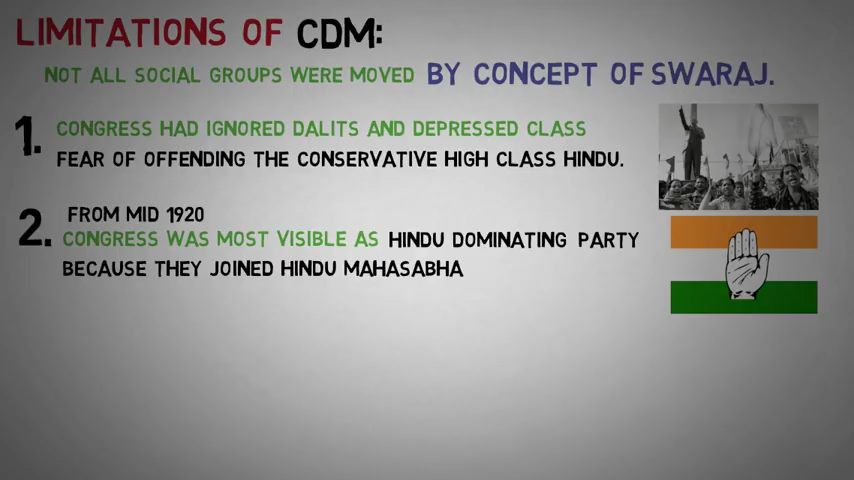 LIMITATIONS OF CDM:
NOT ALL SOCIAL GROUPS WERE MOVED BY CONCEPT OF SWARAJ.
1. CONGRESS HAD IGNORED DALITS AND DEPRESSED CLASS
FEAR OF OFFENDING THE CONSERVATIVE HIGH CLASS HINDU.
2. FROM MID 1920
CONGRESS WAS MOST VISIBLE AS HINDU DOMINATING PARTY
BECAUSE THEY JOINED HINDU MAHASABHA